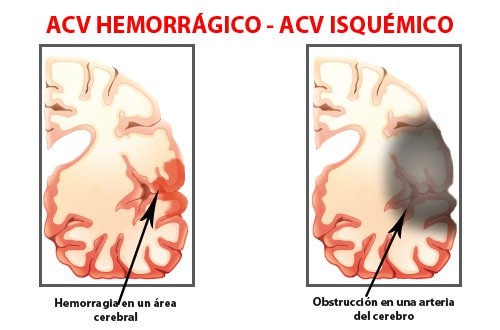 ACV HEMORRÁGICO - ACV ISQUÉMICO
Hemorragia en un área
cerebral
Obstrucción en una arteria
del cerebro